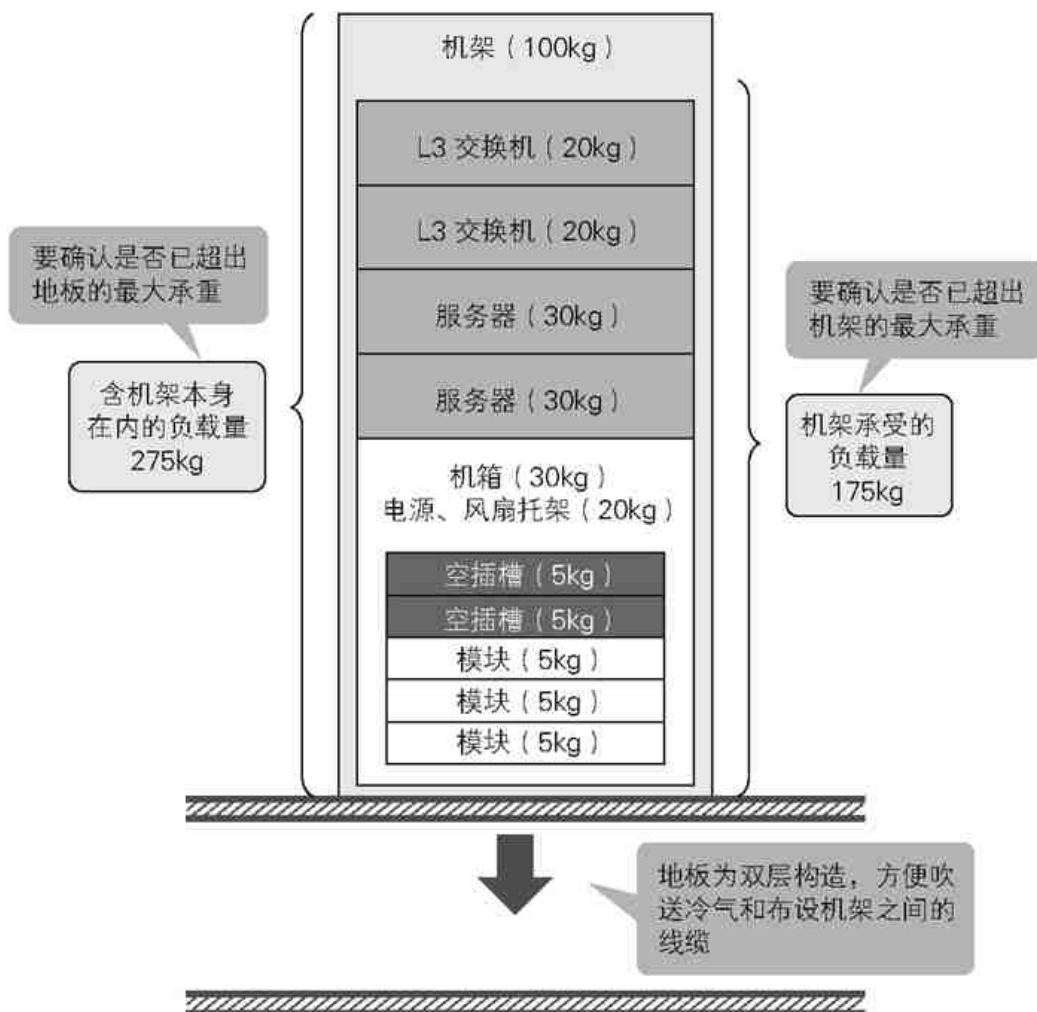 机架（100kg）
L3 交换机（20kg）
L3 交换机（20kg）
要确认是否已超出
地板的最大承重
要确认是否已超出
机架的最大承重
服务器（30kg）
服务器（30kg）
含机架本身
在内的负载量
275kg
机架承受的
负载量
175kg
机箱（30kg）
电源、风扇托架（20kg）
空插槽（5kg）
空插槽（5kg）
模块（5kg）
模块（5kg）
模块（5kg）
地板为双层构造，方便吹
送冷气和布设机架之间的
线缆